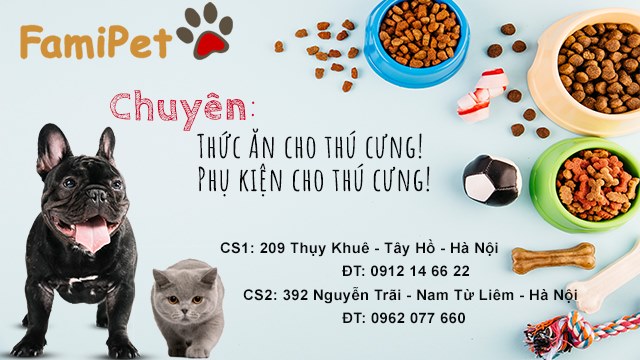 FamiPet
Chuyên:
Thức ăn cho thú cưng!
Phụ kiện cho thú cưng!
CS1: 209 Thụy Khuê - Tây Hồ - Hà Nội
ĐT: 0912 14 66 22
CS2: 392 Nguyễn Trãi - Nam Từ Liêm - Hà Nội
ĐT: 0962 077 660